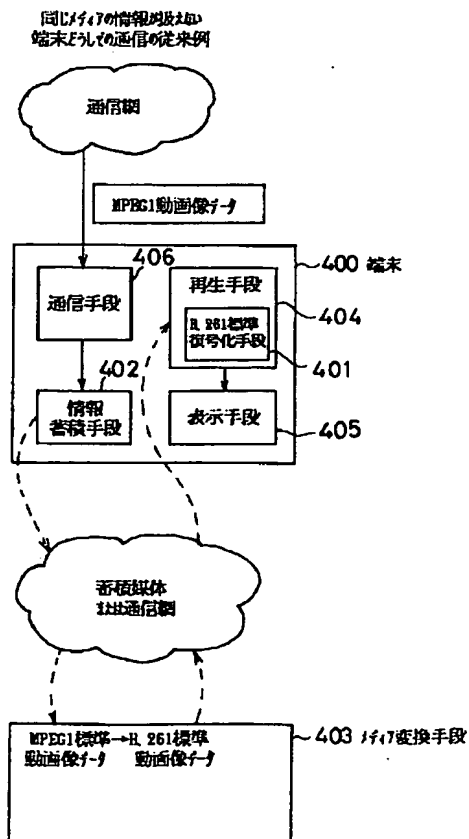 同じメディアの情報が扱えない
端末どうしでの通信の従来例
通信網
MPEG1動画像データ
406
400 端末
通信手段
再生手段
404
H.261標準
復号化手段
401
402
情報
蓄積手段
表示手段
405
蓄積媒体
または通信網
MPEG1標準→H.261標準
動画像データ 動画像データ
403 メディア変換手段